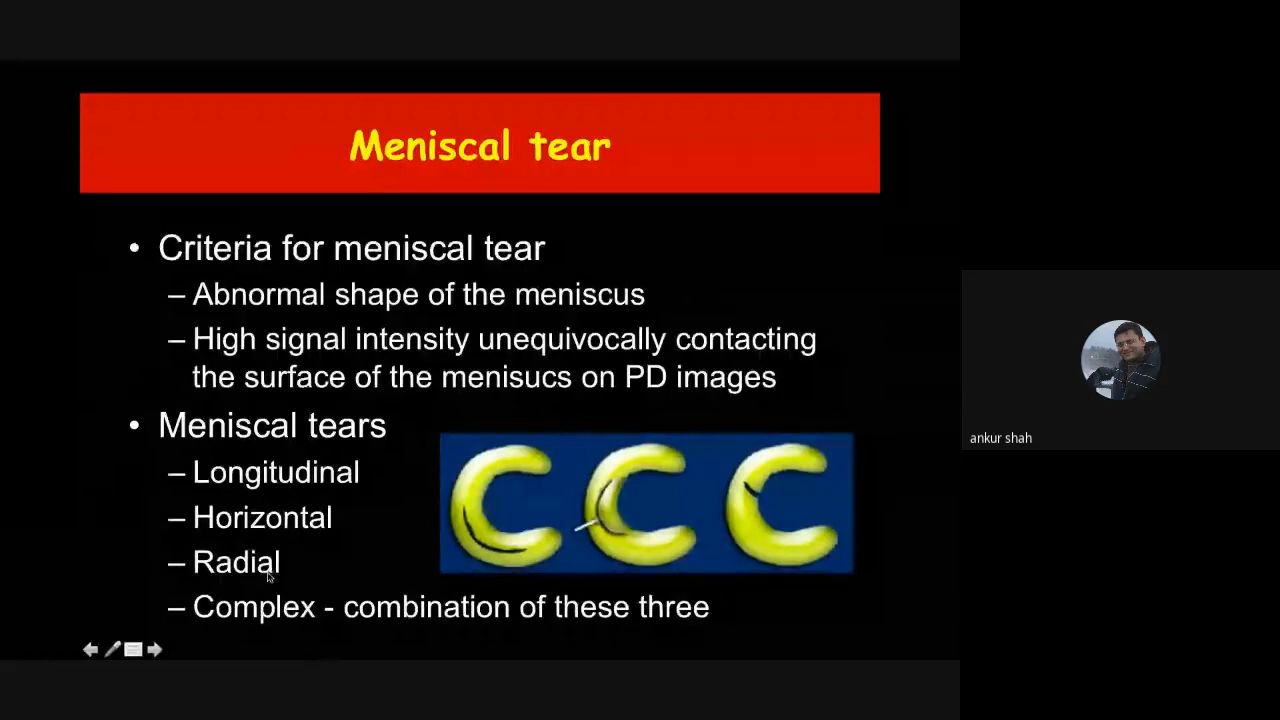 Meniscal tear
• Criteria for meniscal tear
– Abnormal shape of the meniscus
– High signal intensity unequivocally contacting
the surface of the menisucs on PD images
• Meniscal tears
– Longitudinal
– Horizontal
– Radial
– Complex - combination of these three
ankur shah